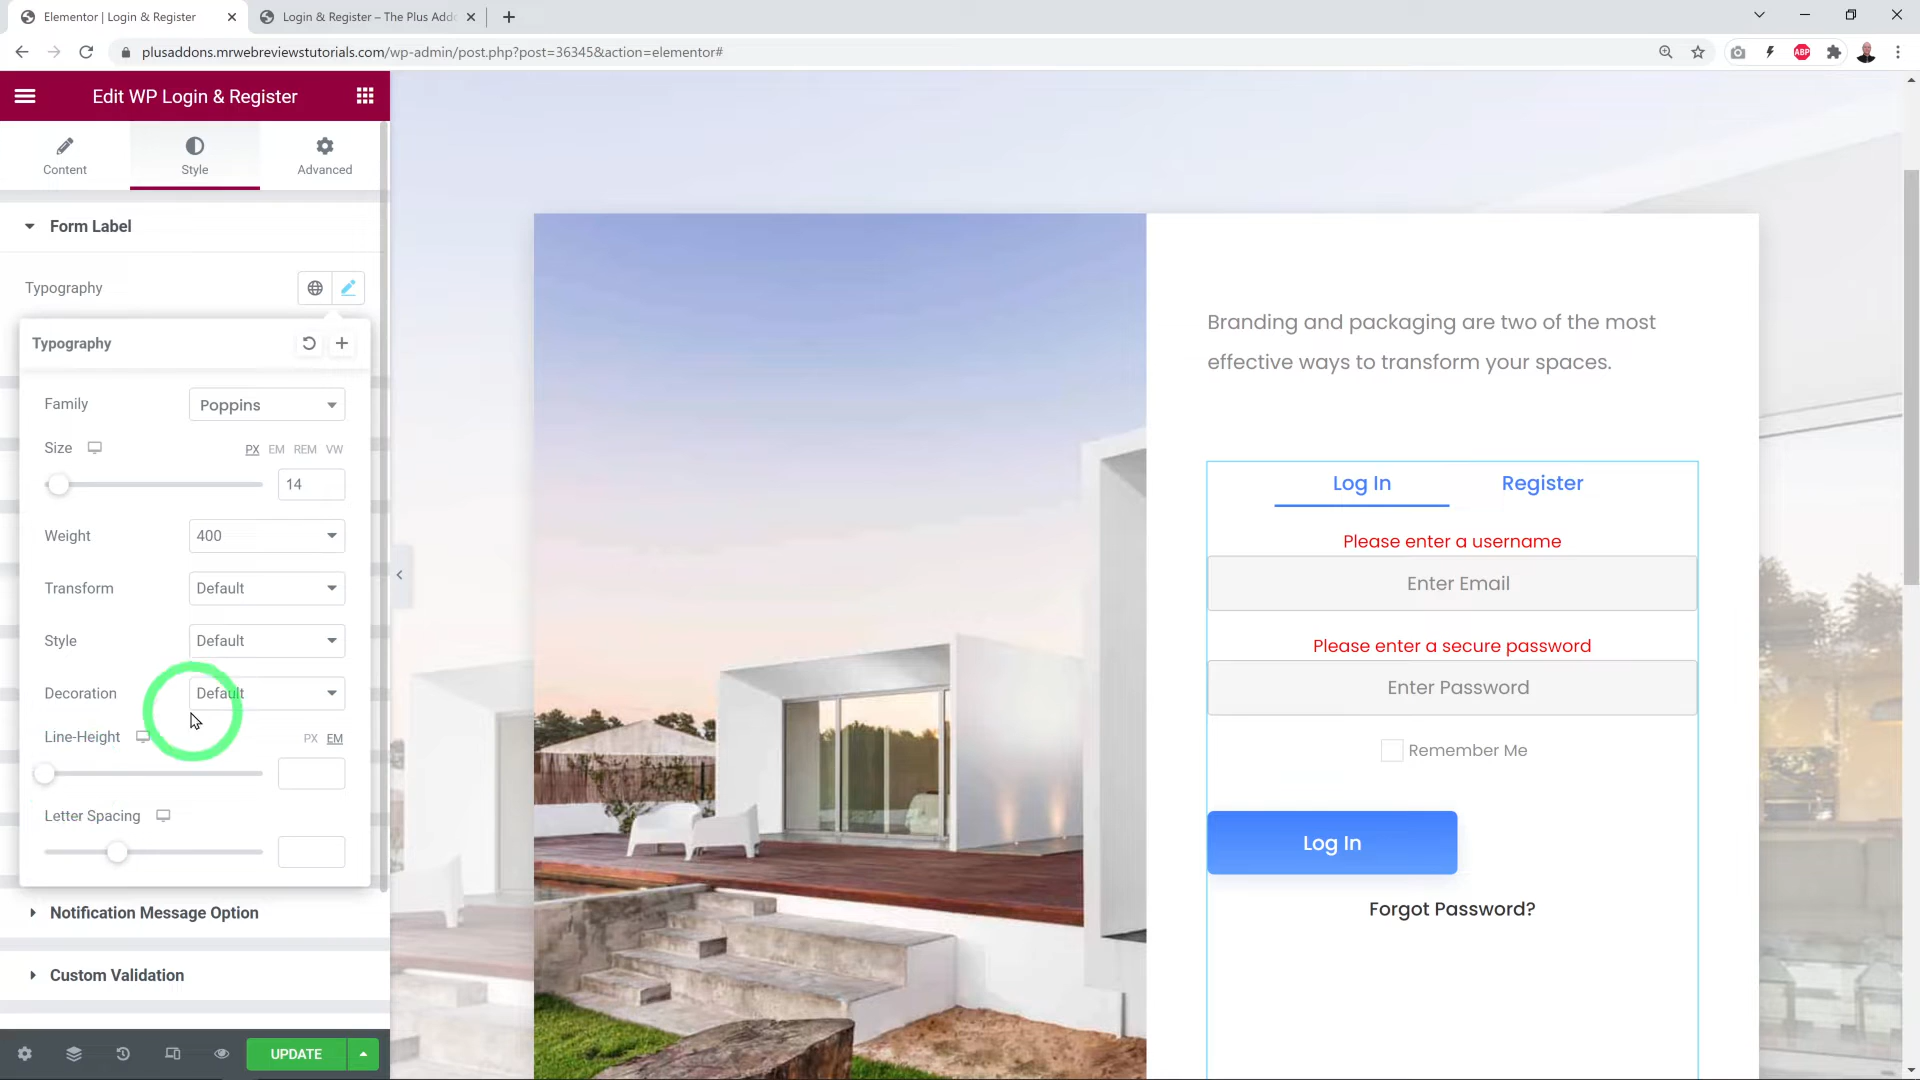 Elementor | Login & Register
Login & Register – The Plus Addo
plusaddons.mrwebreviewstutorials.com/wp-admin/post.php?post=36345&action=elementor#
ABP
Edit WP Login & Register
Content
Style
Advanced
Form Label
Typography
Typography
Family
Poppins
Size
PX EM REM VW
14
Weight
400
Transform
Default
Style
Default
Decoration
Default
Line-Height
PX EM
Letter Spacing
Notification Message Option
Custom Validation
UPDATE
Branding and packaging are two of the most
effective ways to transform your spaces.
Log In
Register
Please enter a username
Enter Email
Please enter a secure password
Enter Password
Remember Me
Log In
Forgot Password?